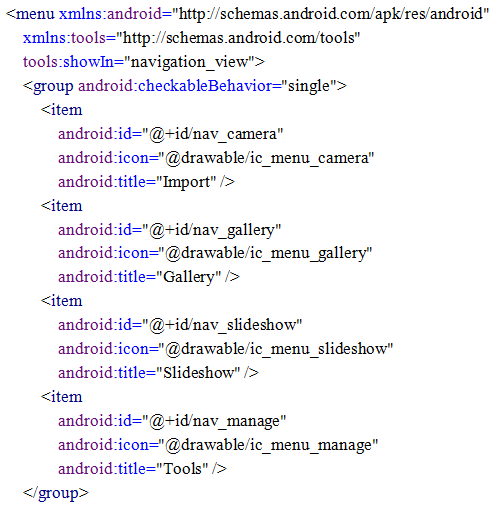 <menu xmlns:android="http://schemas.android.com/apk/res/android"
xmlns:tools="http://schemas.android.com/tools"
tools:showIn="navigation_view">
<group android:checkableBehavior="single">
<item
android:id="@+id/nav_camera"
android:icon="@drawable/ic_menu_camera"
android:title="Import" />
<item
android:id="@+id/nav_gallery"
android:icon="@drawable/ic_menu_gallery"
android:title="Gallery" />
<item
android:id="@+id/nav_slideshow"
android:icon="@drawable/ic_menu_slideshow"
android:title="Slideshow" />
<item
android:id="@+id/nav_manage"
android:icon="@drawable/ic_menu_manage"
android:title="Tools" />
</group>